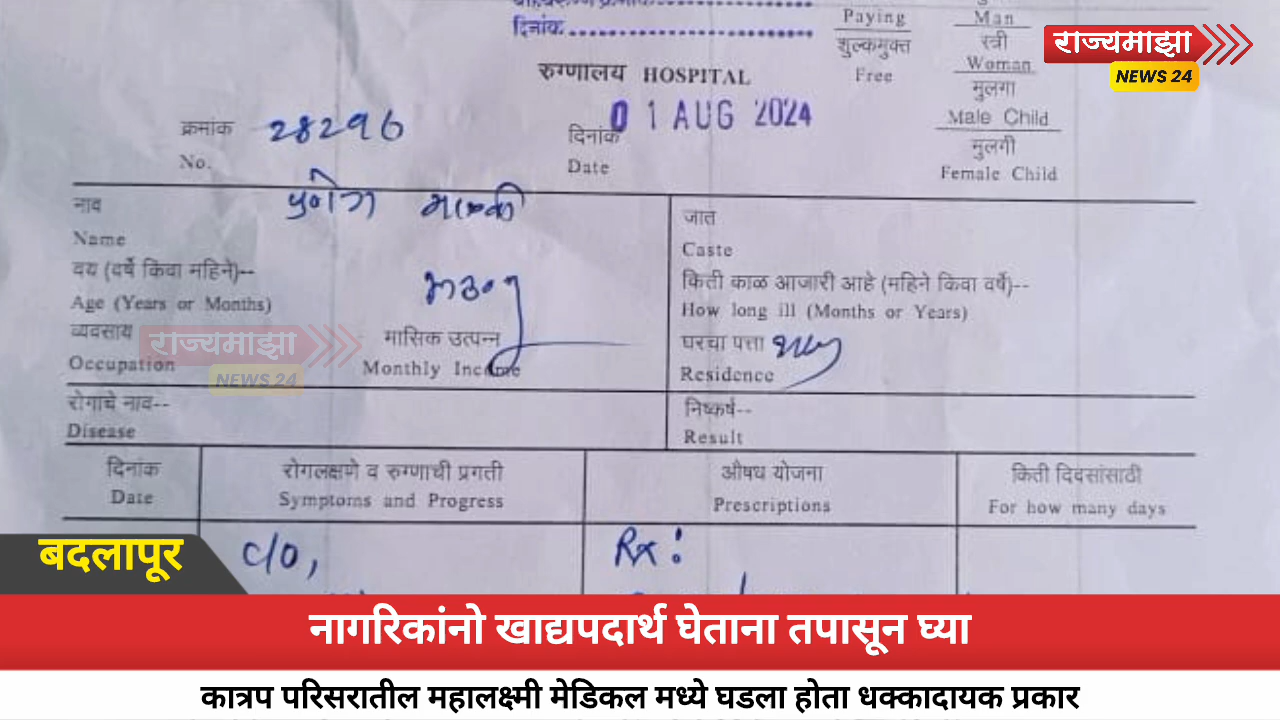 दिनांक
Paying
शुल्कमुक्त
Free
Man
स्त्री
Woman
मुलगा
Male Child
मुलगी
Female Child
राज्यमाझा
NEWS 24
रुग्णालय HOSPITAL
क्रमांक 28296
No.
दिनांक 01 AUG 2024
Date
नाव
Name
जात
Caste
वय (वर्षे किंवा महिने)--
Age (Years or Months)
किती काळ आजारी आहे (महिने किंवा वर्षे)--
How long ill (Months or Years)
व्यवसाय
Occupation
मासिक उत्पन्न
Monthly Income
घरचा पत्ता
Residence
राज्यमाझा
NEWS 24
रोगाचे नाव--
Disease
निष्कर्ष--
Result
दिनांक
Date
रोगलक्षणे व रुग्णाची प्रगती
Symptoms and Progress
औषध योजना
Prescriptions
किती दिवसांसाठी
For how many days
c/o,
Rx:
बदलापूर
नागरिकांनो खाद्यपदार्थ घेताना तपासून घ्या
कात्रप परिसरातील महालक्ष्मी मेडिकल मध्ये घडला होता धक्कादायक प्रकार